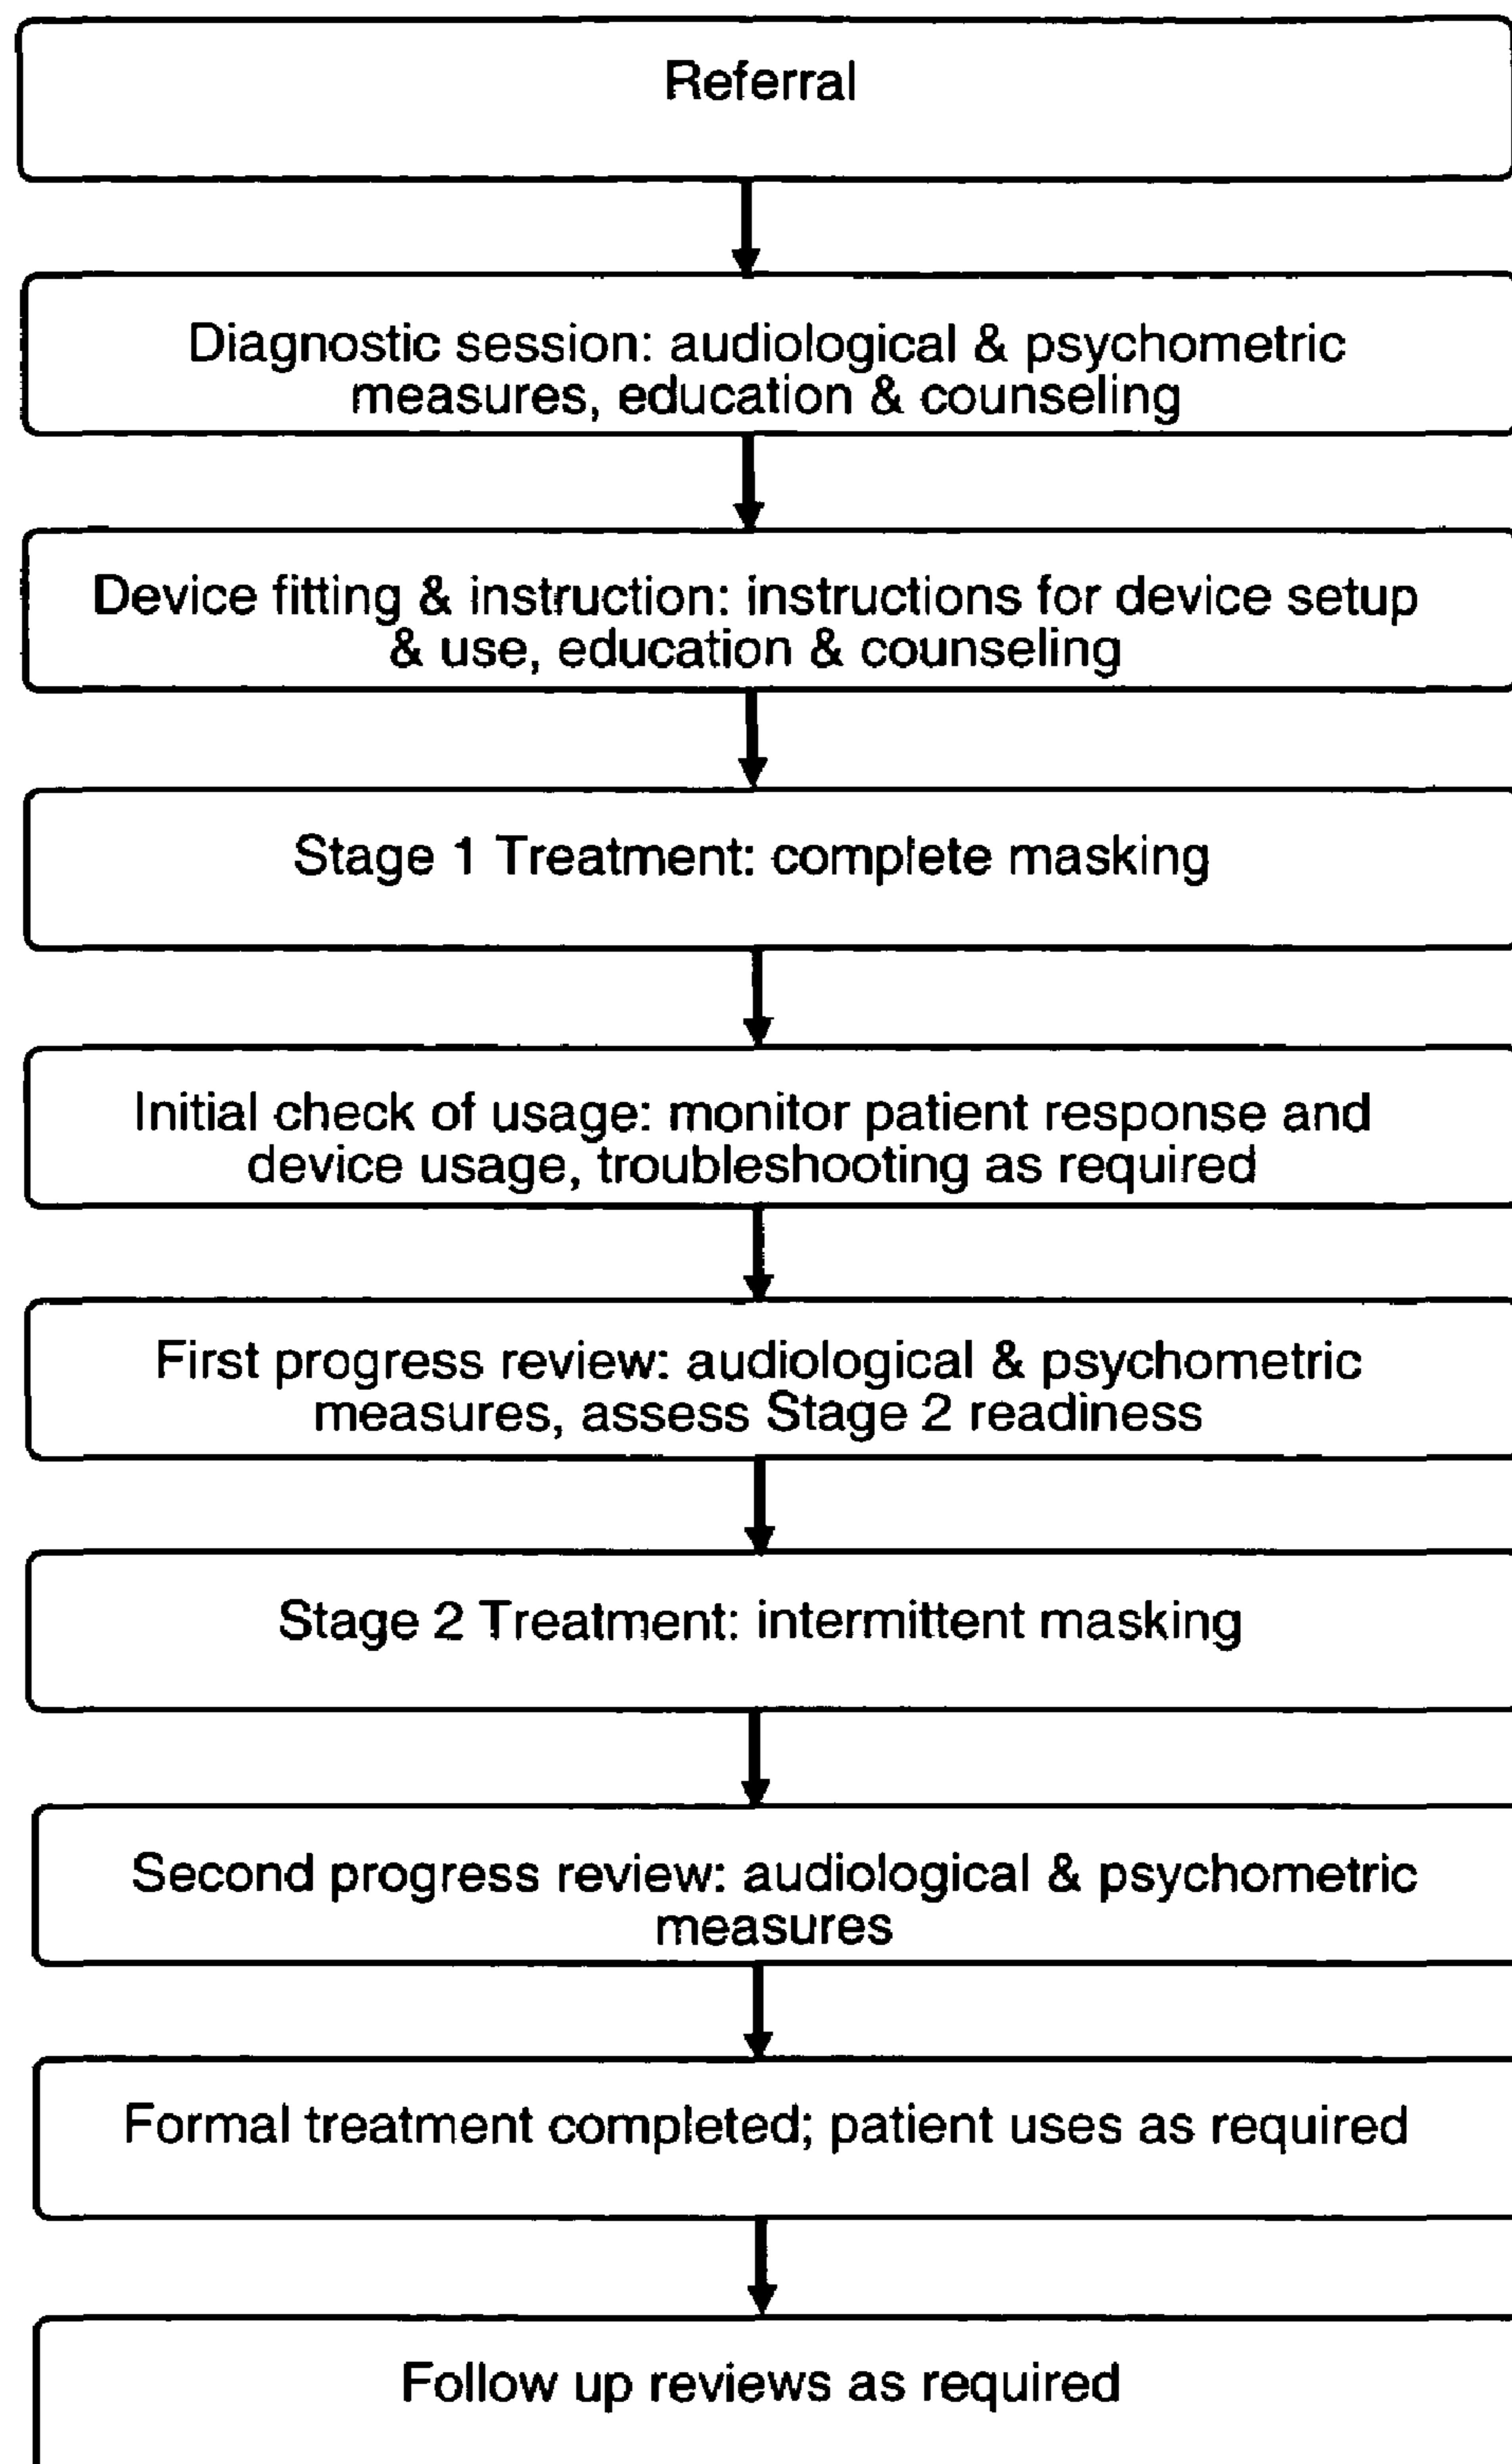 Referral
Diagnostic session: audiological & psychometric
measures, education & counseling
Device fitting & instruction: instructions for device setup
& use, education & counseling
Stage 1 Treatment: complete masking
Initial check of usage: monitor patient response and
device usage, troubleshooting as required
First progress review: audiological & psychometric
measures, assess Stage 2 readiness
Stage 2 Treatment: intermittent masking
Second progress review: audiological & psychometric
measures
Formal treatment completed; patient uses as required
Follow up reviews as required